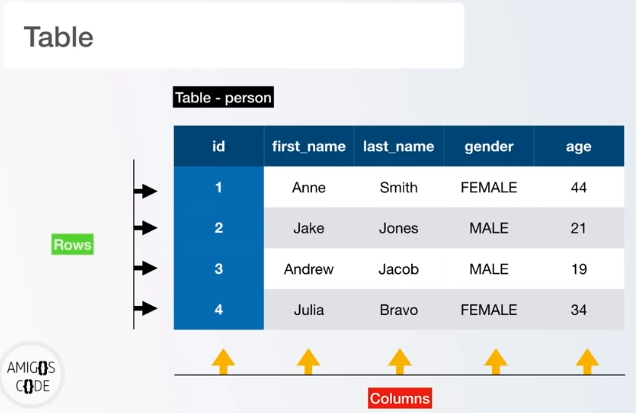 Table
Table - person
id first_name last_name gender age
1 Anne Smith FEMALE 44
2 Jake Jones MALE 21
Rows
3 Andrew Jacob MALE 19
4 Julia Bravo FEMALE 34
AMIG{}S
C{}DE
Columns